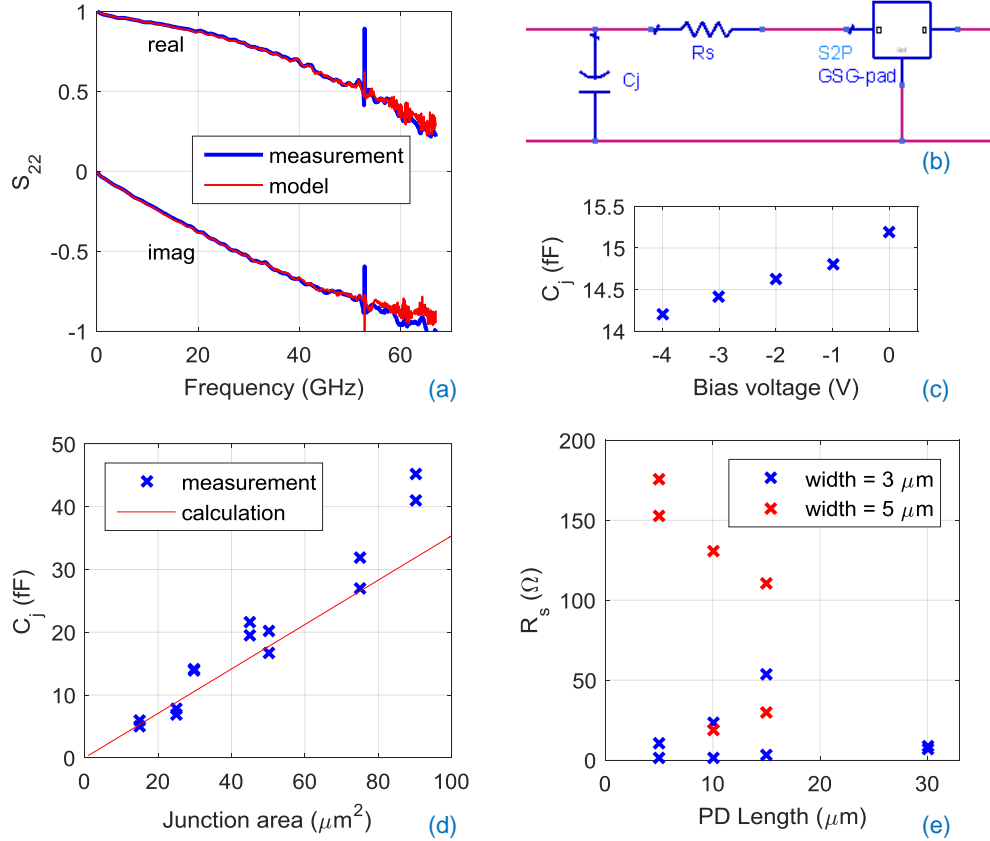 1
0.5
0
-0.5
-1
S22
real
imag
measurement
model
0
20
40
60
Frequency (GHz)
(a)
Cj
Rs
S2P
GSG-pad
(b)
15.5
15
14.5
14
Cj (fF)
-4
-3
-2
-1
0
Bias voltage (V)
(c)
50
40
30
20
10
0
Cj (fF)
measurement
calculation
0
20
40
60
80
100
Junction area (μm2)
(d)
200
150
100
50
0
Rs (Ω)
width = 3 μm
width = 5 μm
0
10
20
30
PD Length (μm)
(e)